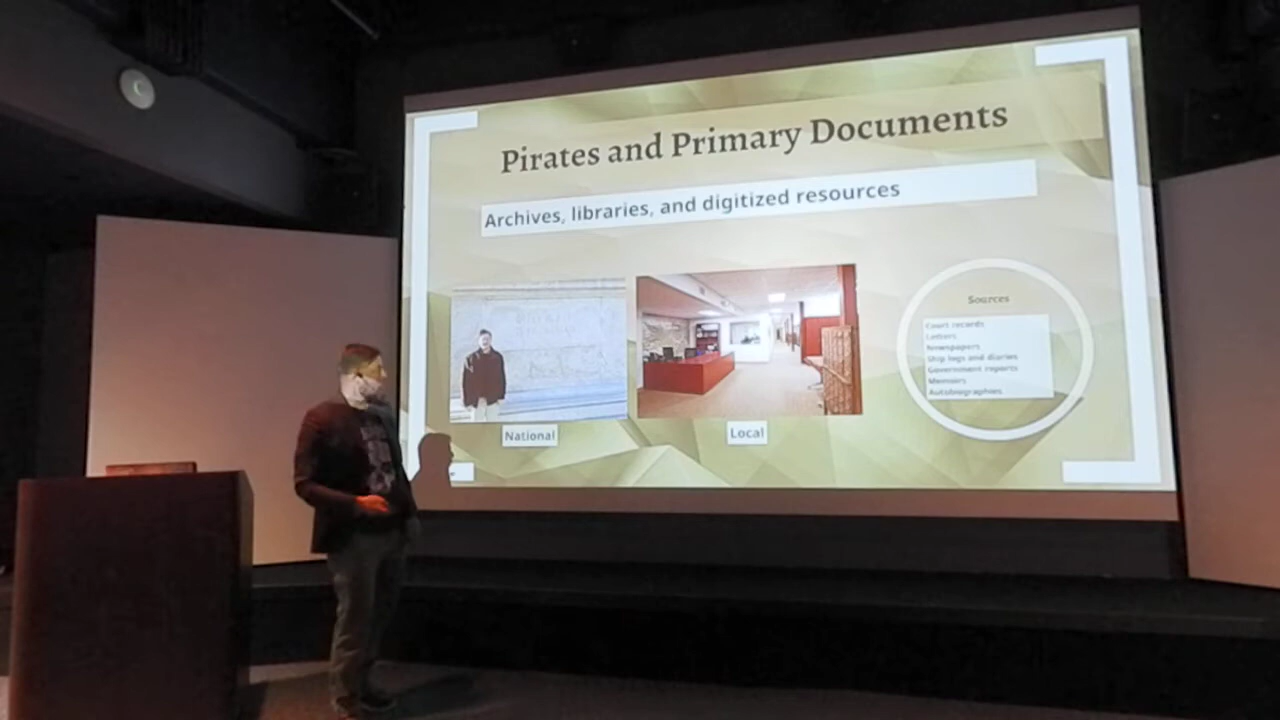 Pirates and Primary Documents
Archives, libraries, and digitized resources
Sources
Court records
Letters
Newspapers
Ship logs and diaries
Government reports
Memoirs
Autobiographies
National
Local